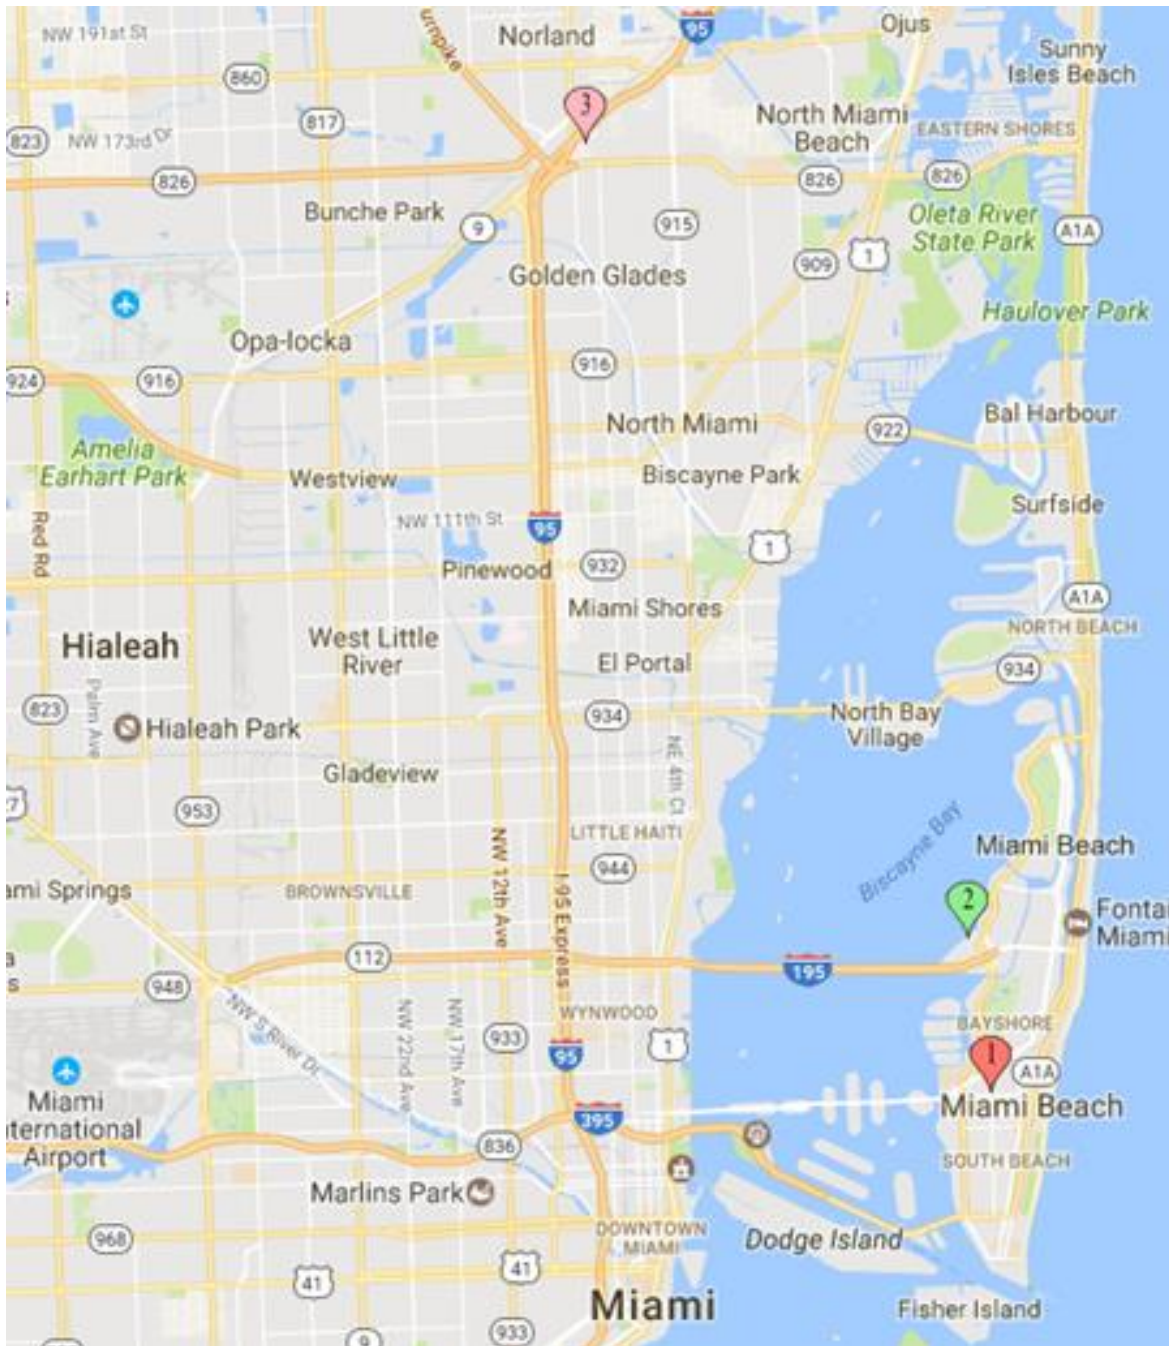 NW 191st St
Norland
95
Ojus
Sunny
Isles Beach
860
3
817
North Miami
Beach
EASTERN SHORES
823
NW 173rd Dr
826
826
826
Bunche Park
9
915
Oleta River
State Park
A1A
909
1
Golden Glades
Haulover Park
Opa-locka
924
916
916
Bal Harbour
North Miami
922
Amelia
Earhart Park
Westview
Biscayne Park
Surfside
NW 111th St
95
1
Red Rd
Pinewood
932
A1A
Miami Shores
NORTH BEACH
Hialeah
West Little
River
El Portal
934
823
Palm Ave
Hialeah Park
934
North Bay
Village
NE 4th Ct
Gladeview
953
LITTLE HAITI
Miami Beach
Biscayne Bay
944
NW 12th Ave
I-95 Express
ami Springs
BROWNSVILLE
2
Fontai
Miami
112
195
948
NW S River Dr
NW 22nd Ave
NW 17th Ave
WYNWOOD
933
1
95
BAYSHORE
1
A1A
Miami
ternational
Airport
395
Miami Beach
836
SOUTH BEACH
Marlins Park
968
DOWNTOWN
MIAMI
Dodge Island
41
41
Miami
Fisher Island
933
9